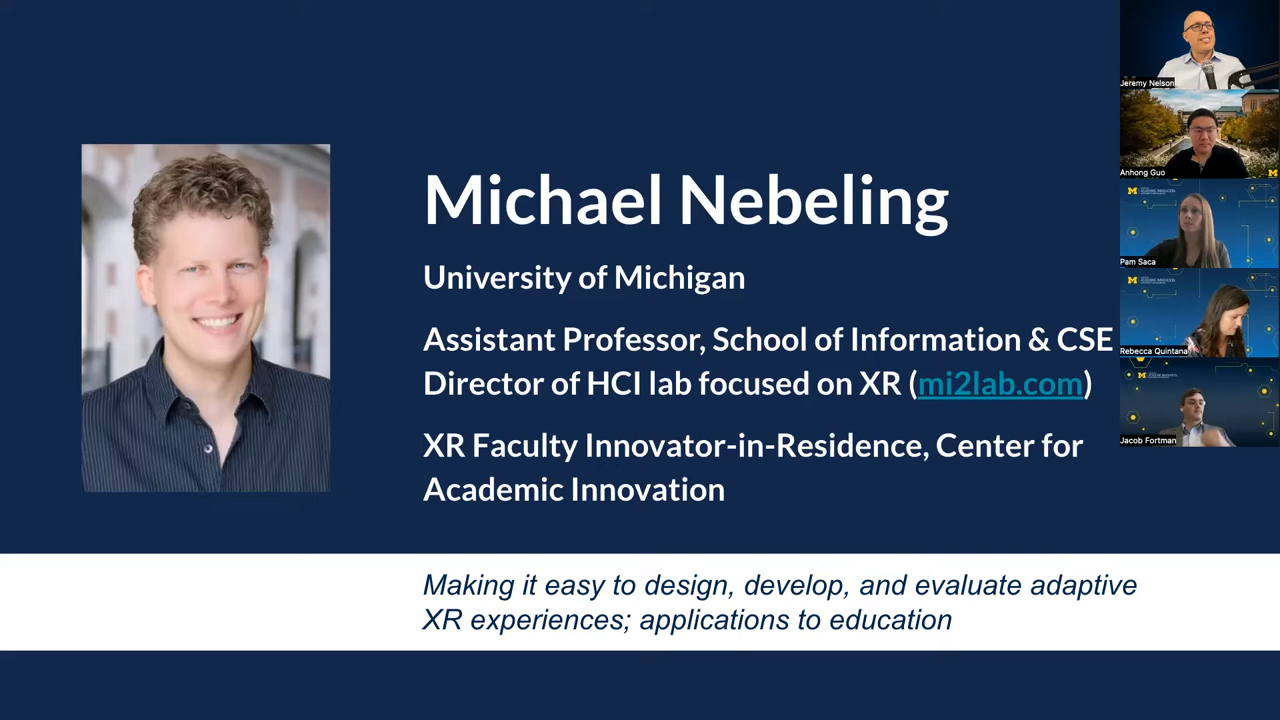 Michael Nebeling
University of Michigan
Assistant Professor, School of Information & CSE
Director of HCI lab focused on XR (mi2lab.com)
XR Faculty Innovator-in-Residence, Center for
Academic Innovation
Making it easy to design, develop, and evaluate adaptive
XR experiences; applications to education
Jeremy Nelson
Anhong Guo
Pam Saca
Rebecca Quintana
Jacob Fortman